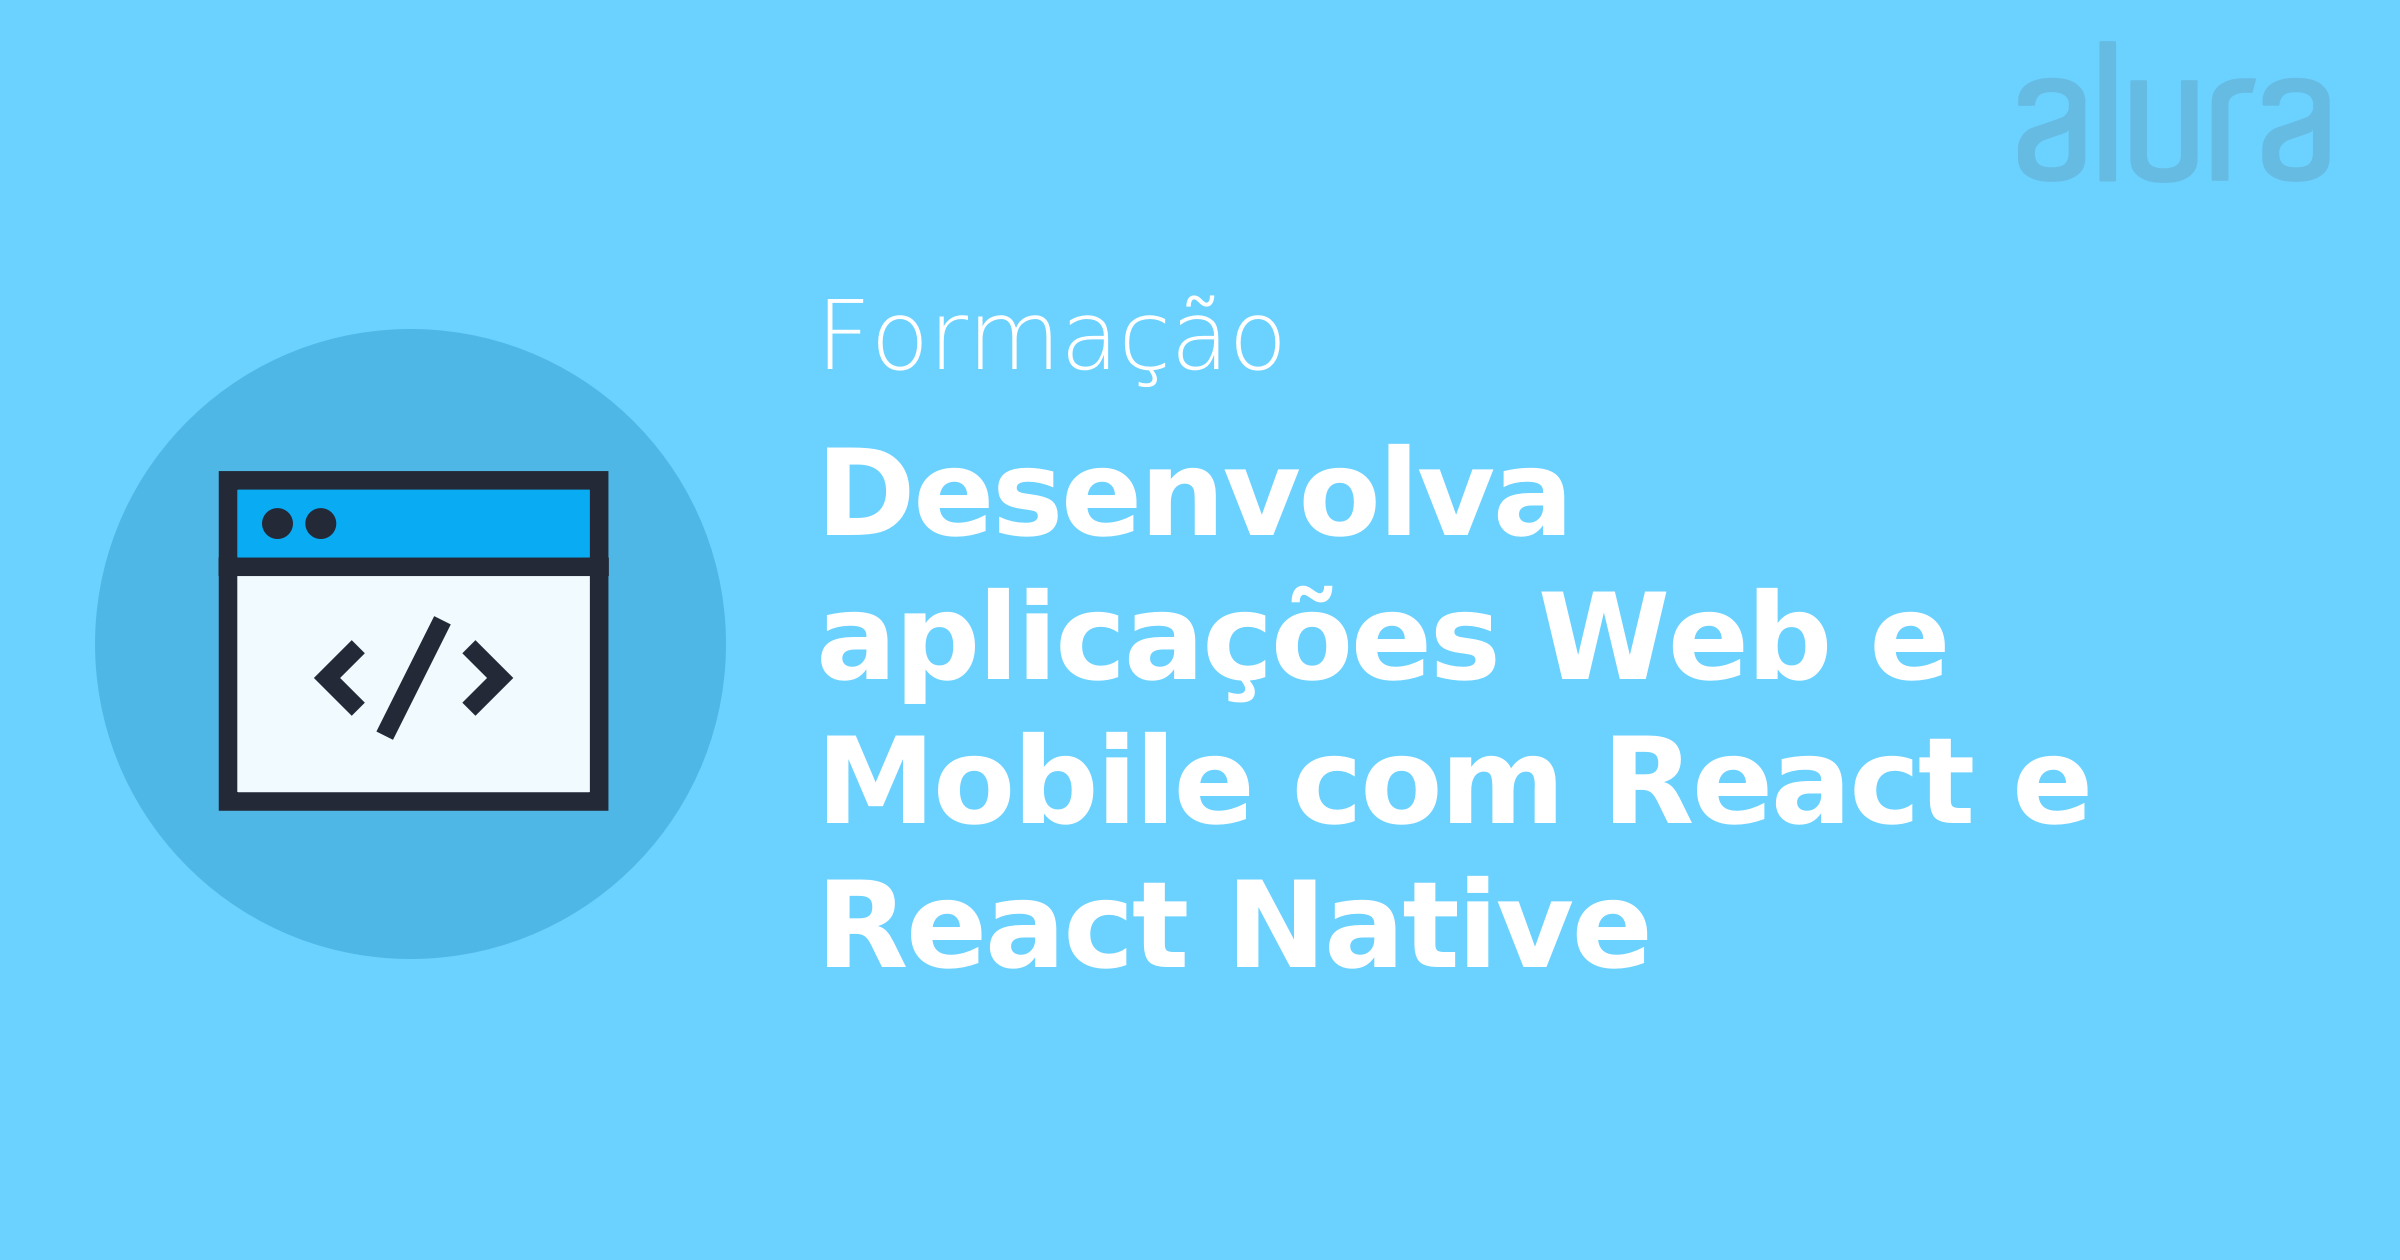 alura
Formação
Desenvolva
aplicações Web e
Mobile com React e
React Native
</>